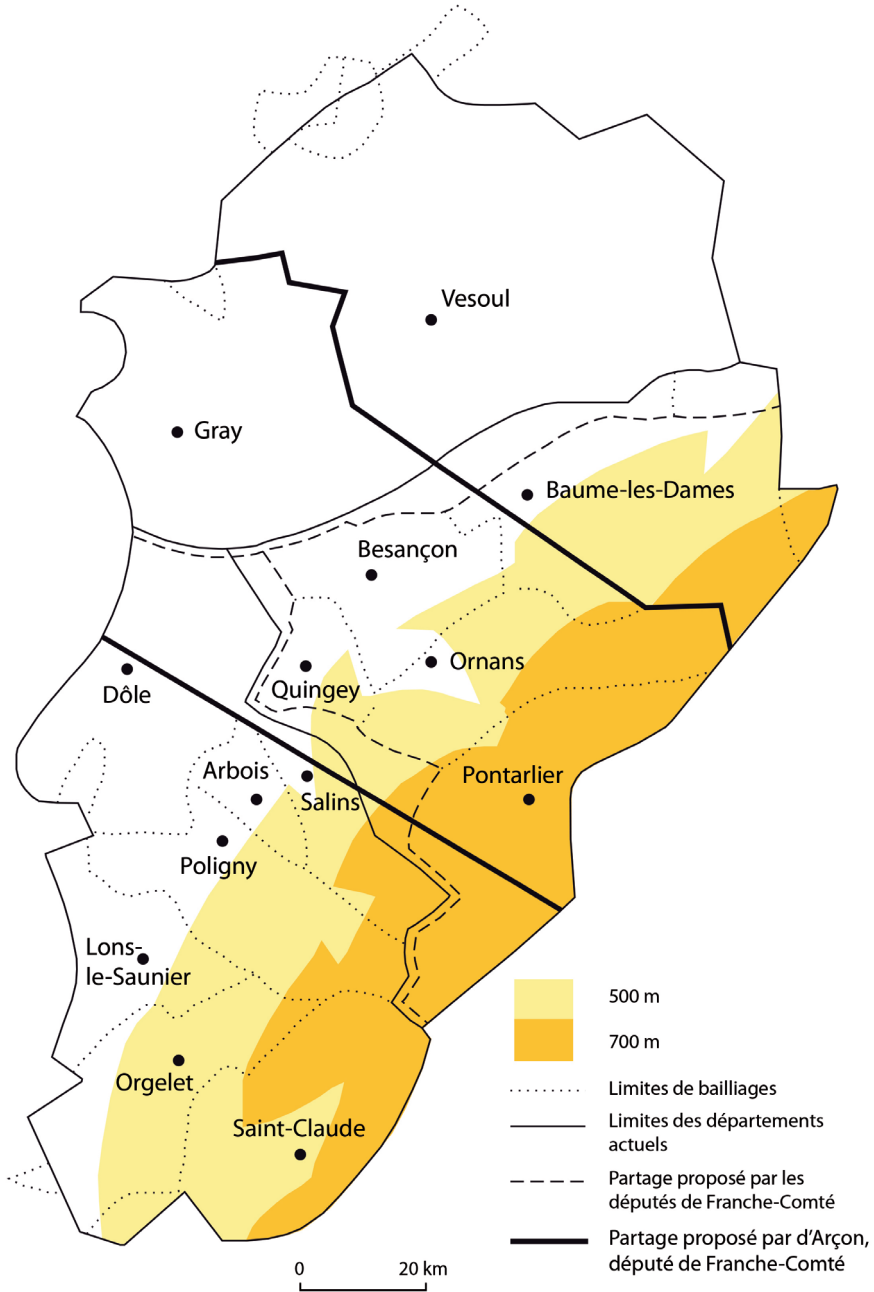 Vesoul
Gray
Baume-les-Dames
Besançon
Ornans
Quingey
Dôle
Arbois
Salins
Pontarlier
Poligny
Lons-
le-Saunier
Orgelet
Saint-Claude
500 m
700 m
Limites de bailliages
Limites des départements
actuels
Partage proposé par les
députés de Franche-Comté
Partage proposé par d'Arçon,
député de Franche-Comté
0 20 km